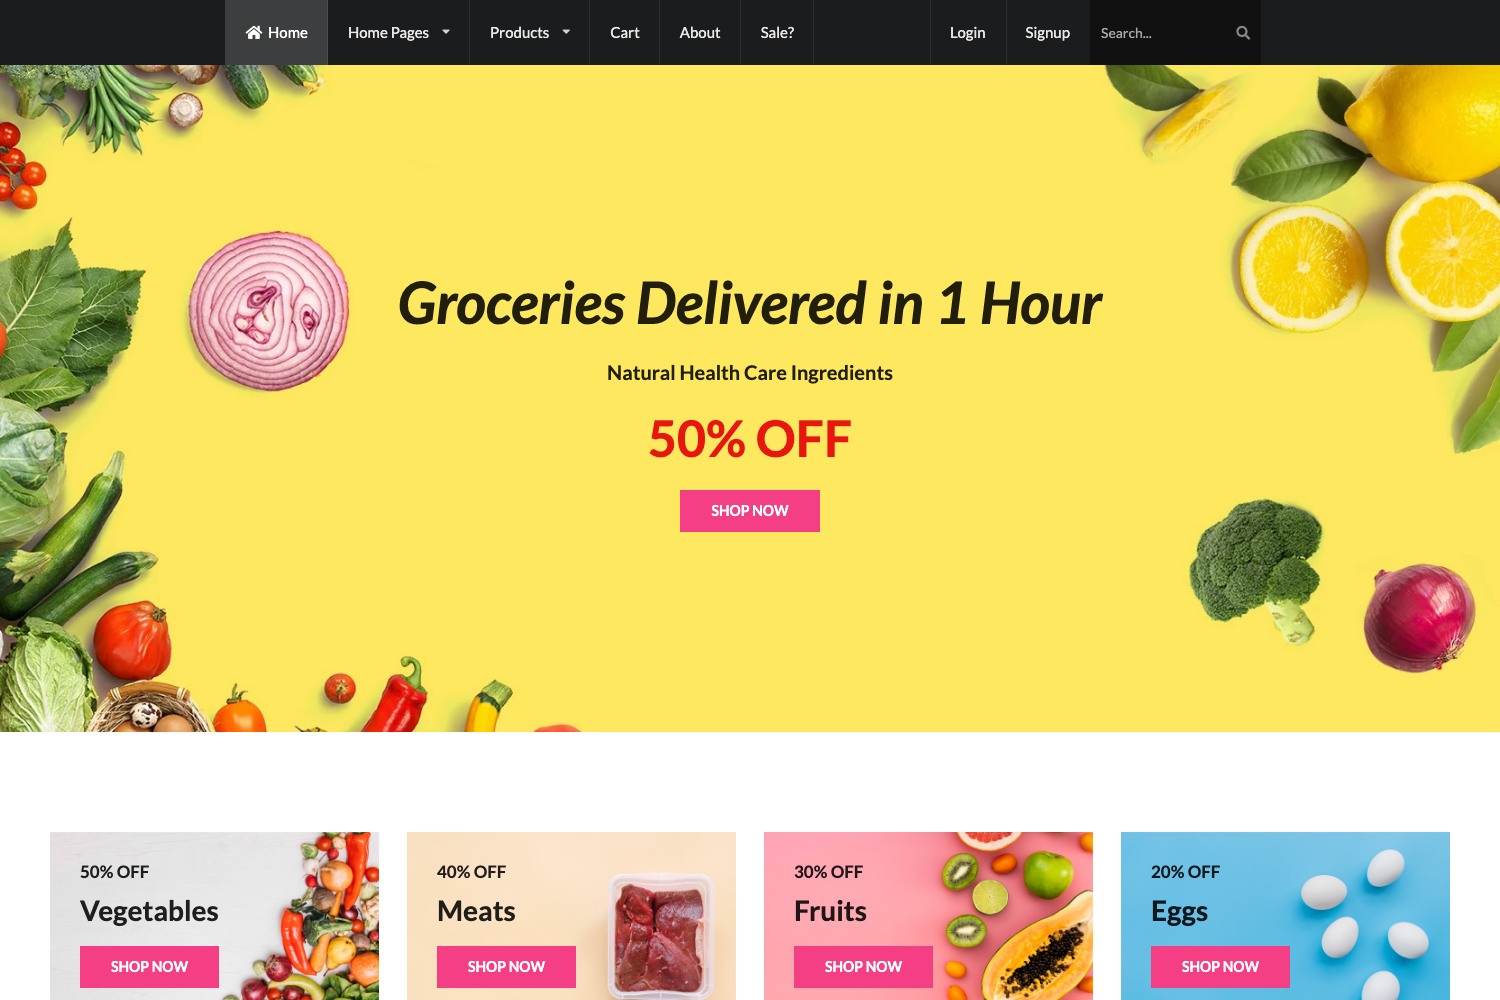 Home
Home Pages
Products
Cart
About
Sale?
Login
Signup
Search...
Groceries Delivered in 1 Hour
Natural Health Care Ingredients
50% OFF
SHOP NOW
50% OFF
Vegetables
SHOP NOW
40% OFF
Meats
SHOP NOW
30% OFF
Fruits
SHOP NOW
20% OFF
Eggs
SHOP NOW